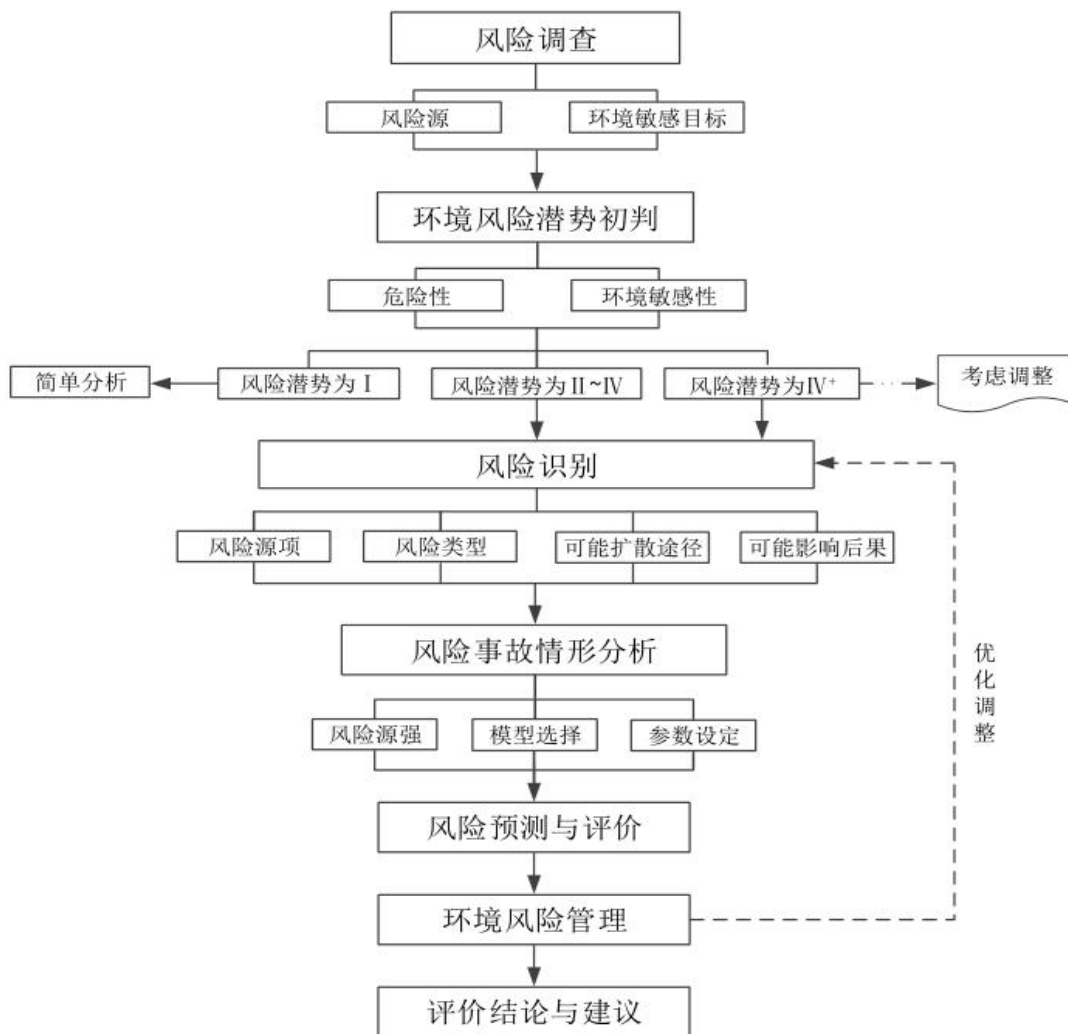 风险调查
风险源
环境敏感目标
环境风险潜势初判
危险性
环境敏感性
简单分析
风险潜势为Ⅰ
风险潜势为Ⅱ~Ⅳ
风险潜势为Ⅳ⁺
考虑调整
风险识别
风险源项
风险类型
可能扩散途径
可能影响后果
风险事故情形分析
优化调整
风险源强
模型选择
参数设定
风险预测与评价
环境风险管理
评价结论与建议